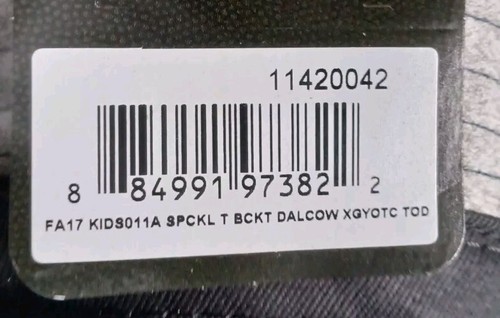 11420042
8 84991 97382 2
FA17 KIDS011A SPCKL T BCKT DALCOW XGYOTC TOD